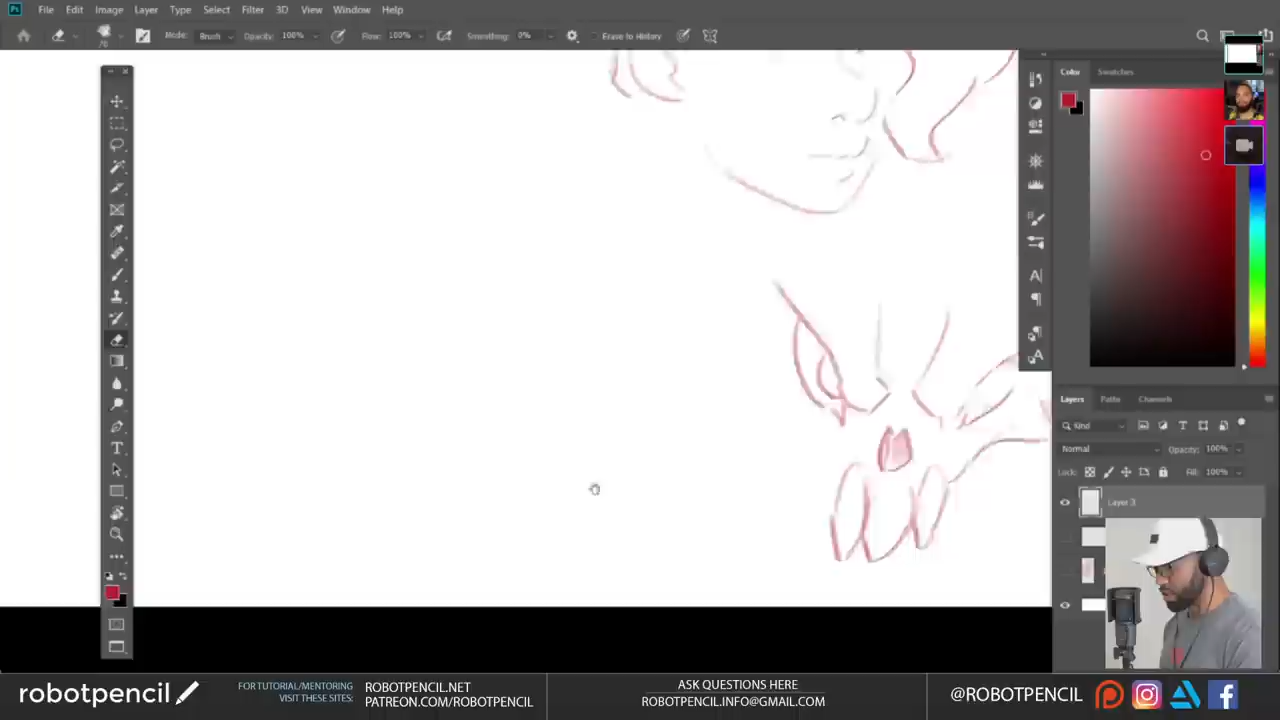 Ps File Edit Image Layer Type Select Filter 3D View Window Help
Mode: Brush Opacity: 100% Flow: 100% Smoothing: 0% Erase to History
Color Swatches
Layers Paths Channels
Kind
Normal Opacity: 100%
Lock: Fill: 100%
Layer 3
robotpencil
FOR TUTORIAL/MENTORING
VISIT THESE SITES:
ROBOTPENCIL.NET
PATREON.COM/ROBOTPENCIL
ASK QUESTIONS HERE
ROBOTPENCIL.INFO@GMAIL.COM
@ROBOTPENCIL